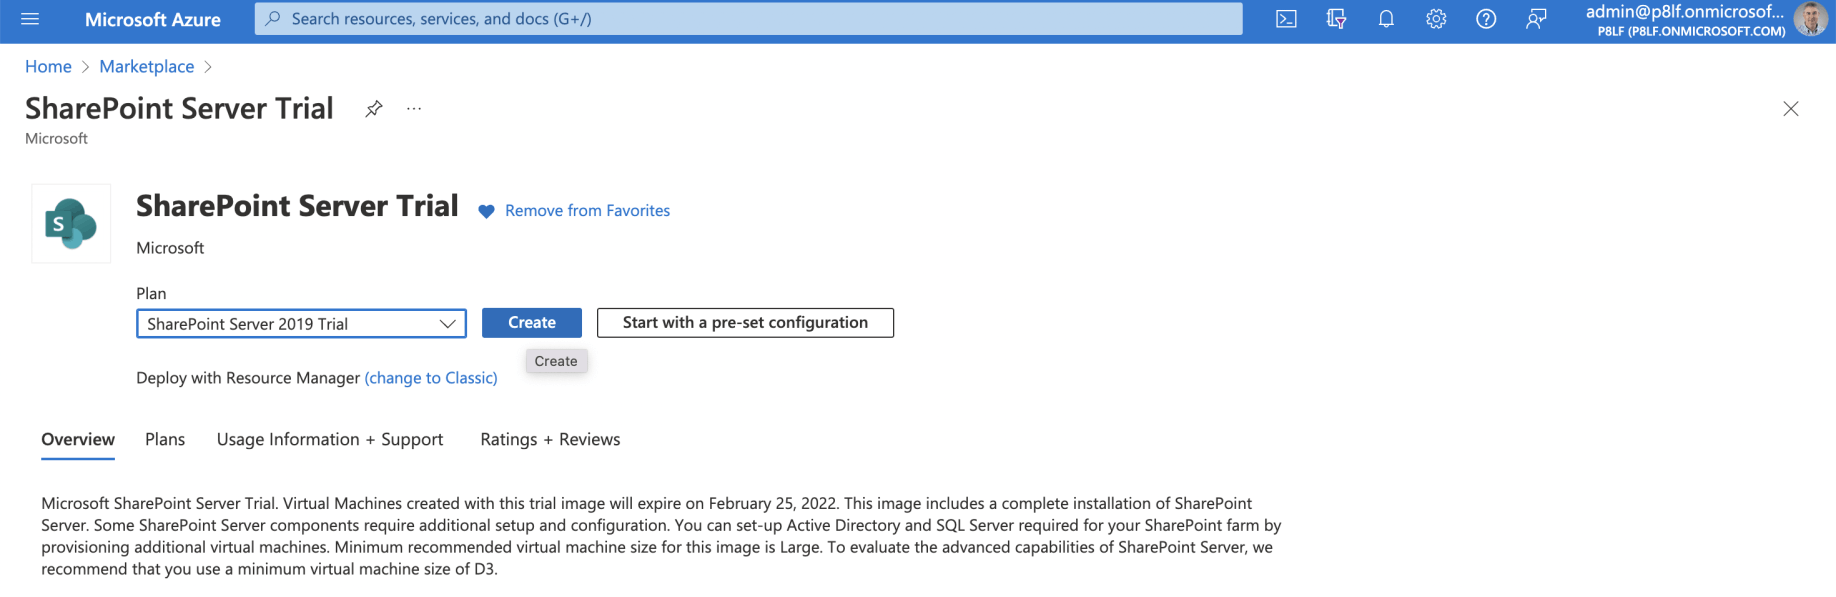 Microsoft Azure
Search resources, services, and docs (G+/)
admin@p8lf.onmicrosof...
P8LF (P8LF.ONMICROSOFT.COM)
Home > Marketplace >
SharePoint Server Trial
...
Microsoft
S
SharePoint Server Trial
Remove from Favorites
Microsoft
Plan
SharePoint Server 2019 Trial
Create
Start with a pre-set configuration
Create
Deploy with Resource Manager (change to Classic)
Overview
Plans
Usage Information + Support
Ratings + Reviews
Microsoft SharePoint Server Trial. Virtual Machines created with this trial image will expire on February 25, 2022. This image includes a complete installation of SharePoint
Server. Some SharePoint Server components require additional setup and configuration. You can set-up Active Directory and SQL Server required for your SharePoint farm by
provisioning additional virtual machines. Minimum recommended virtual machine size for this image is Large. To evaluate the advanced capabilities of SharePoint Server, we
recommend that you use a minimum virtual machine size of D3.